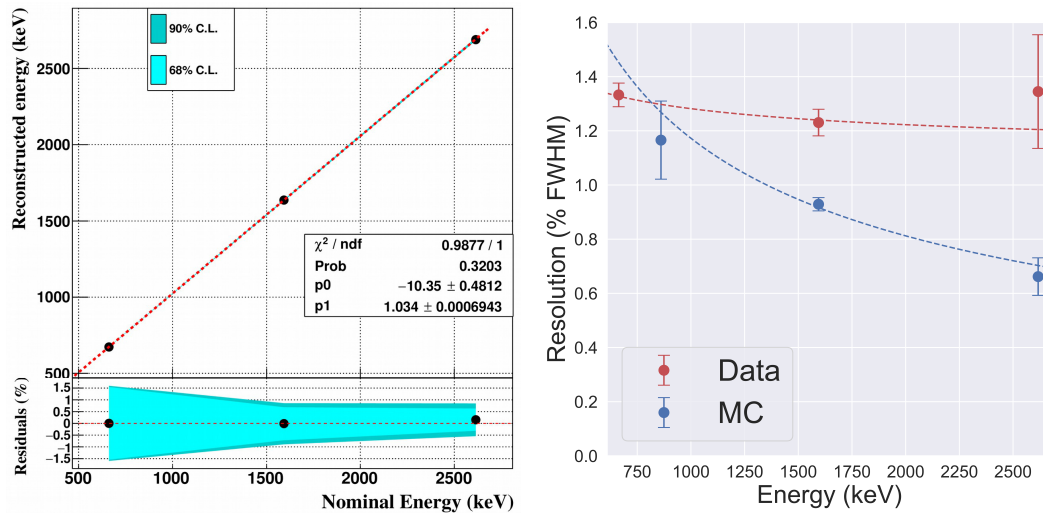 Reconstructed energy (keV)
90% C.L.
68% C.L.
2500
2000
1500
1000
500
χ² / ndf 0.9877 / 1
Prob 0.3203
p0 −10.35 ± 0.4812
p1 1.034 ± 0.0006943
Residuals (%)
1.5
1
0.5
0
−0.5
−1
−1.5
500 1000 1500 2000 2500
Nominal Energy (keV)
Resolution (% FWHM)
1.6
1.4
1.2
1.0
0.8
0.6
0.4
0.2
0.0
Data
MC
750 1000 1250 1500 1750 2000 2250 2500
Energy (keV)